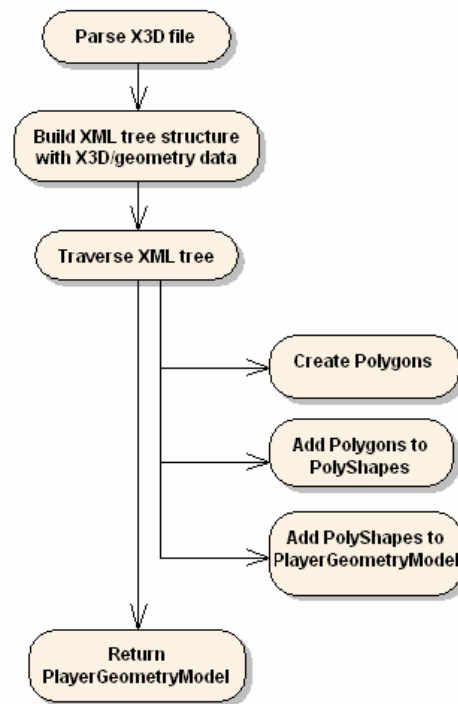 Parse X3D file
Build XML tree structure
with X3D/geometry data
Traverse XML tree
Create Polygons
Add Polygons to
PolyShapes
Add PolyShapes to
PlayerGeometryModel
Return
PlayerGeometryModel